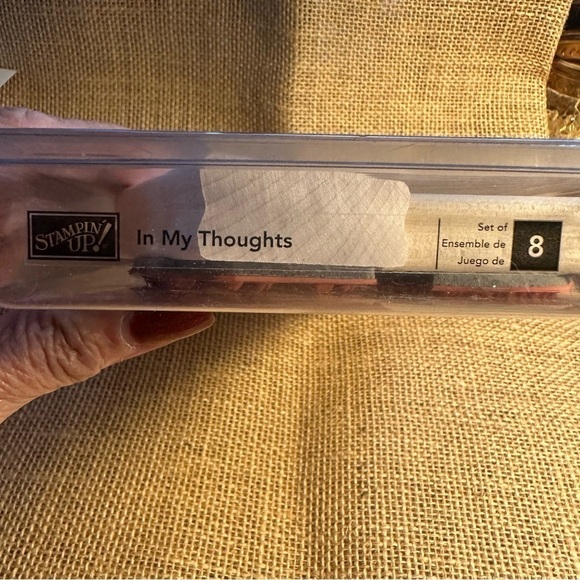 STAMPIN'
UP!
In My Thoughts
Set of
Ensemble de
Juego de
8